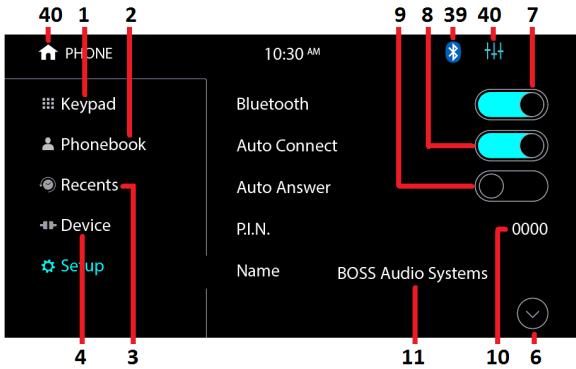 40 1 2 9 8 39 40 7
PHONE 10:30 AM
Keypad Bluetooth
Phonebook Auto Connect
Recents Auto Answer
Device P.I.N. 0000
Setup Name BOSS Audio Systems
4 3 11 10 6